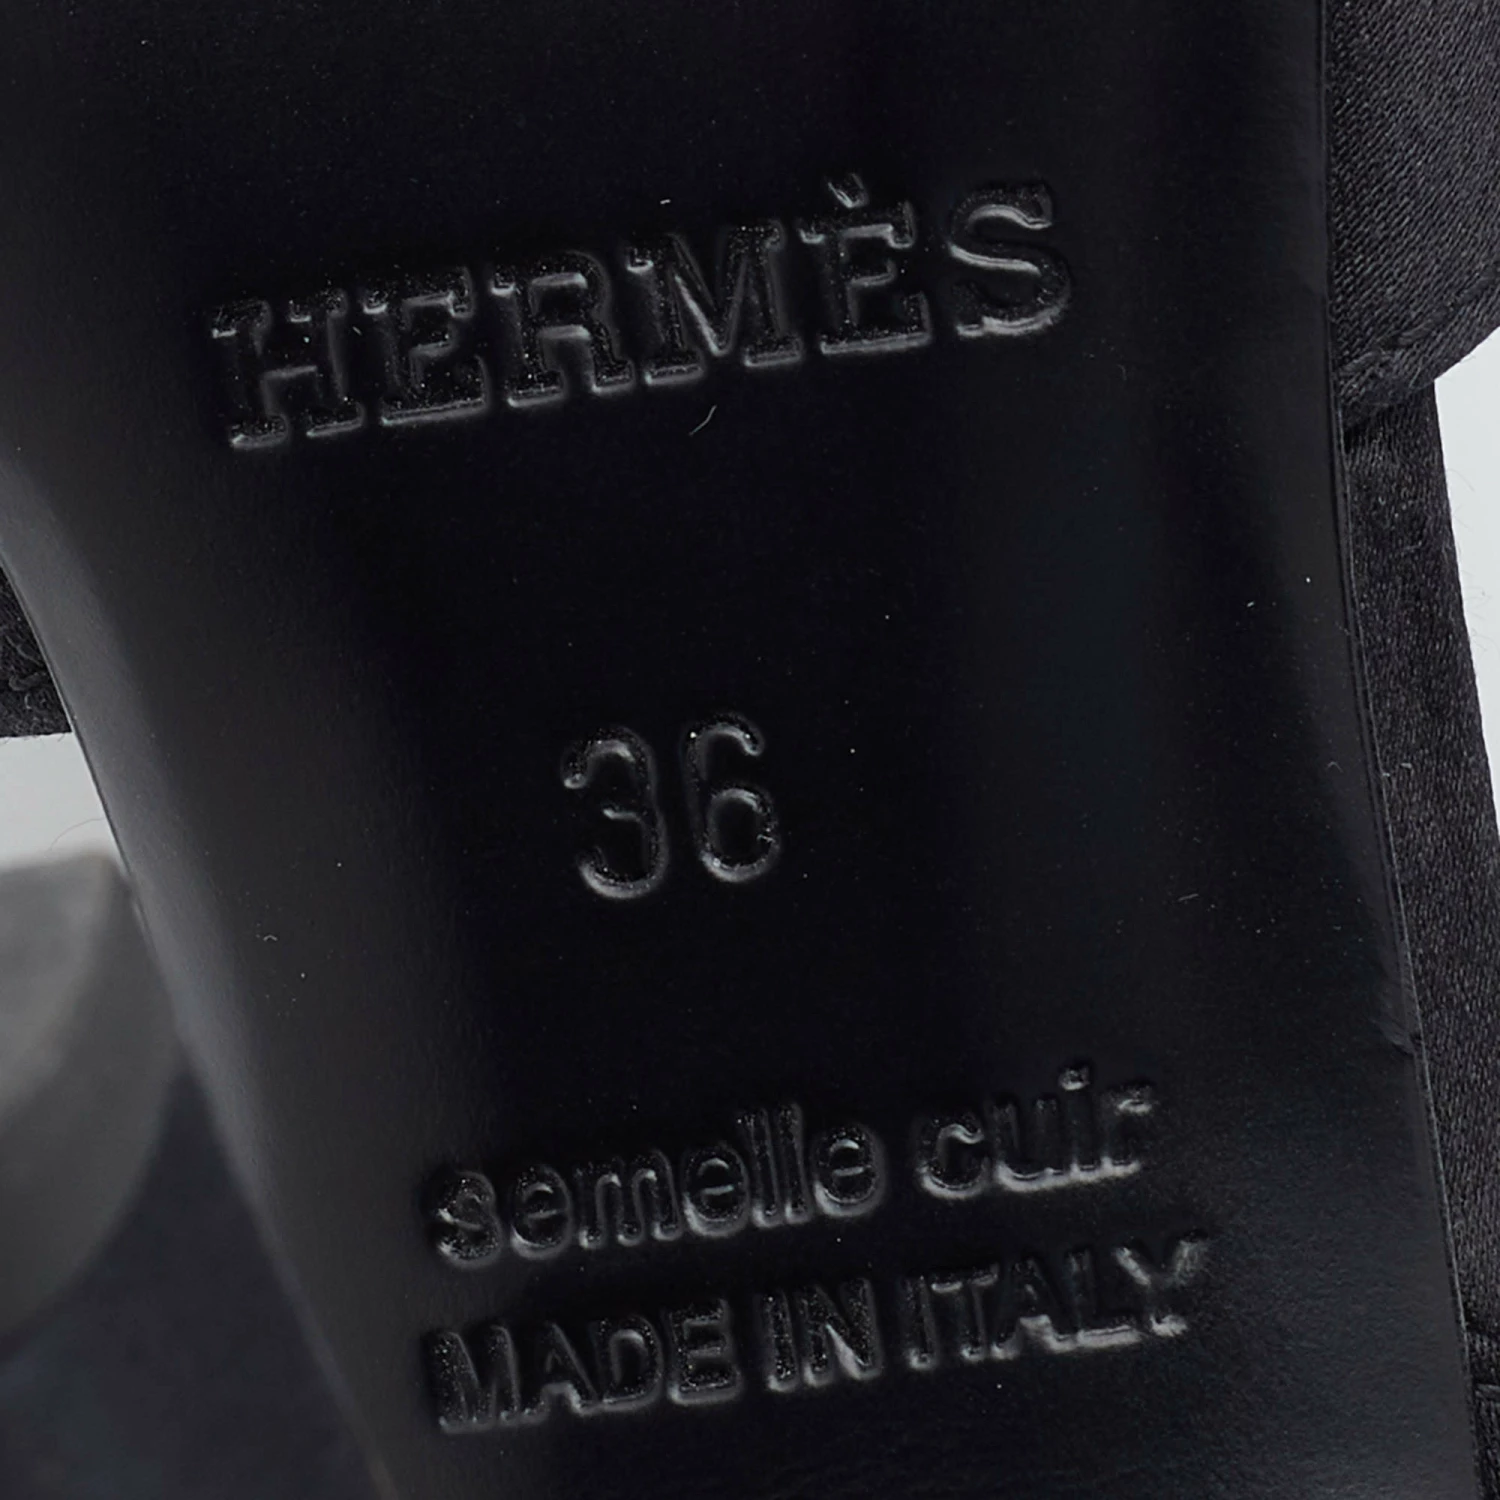 HERMÈS
36
semelle cuir
MADE IN ITALY